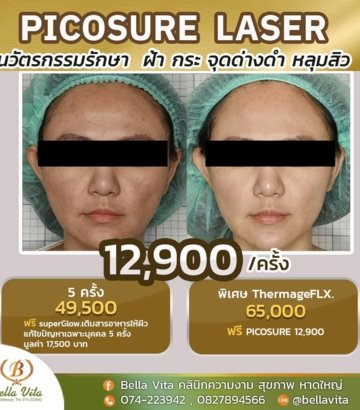 PICOSURE LASER
นวัตรกรรมรักษา ฝ้า กระ จุดด่างดำ หลุมสิว
12,900 /ครั้ง
5 ครั้ง
49,500
ฟรี superGlow.เติมสารอาหารให้ผิว
แก้ไขปัญหาเฉพาะบุคคล 5 ครั้ง
มูลค่า 17,500 บาท
พิเศษ ThermageFLX.
65,000
ฟรี PICOSURE 12,900
B
Bella Vita
Bella Vita คลินิกความงาม สุขภาพ หาดใหญ่
074-223942 , 0827894566
@bellavita